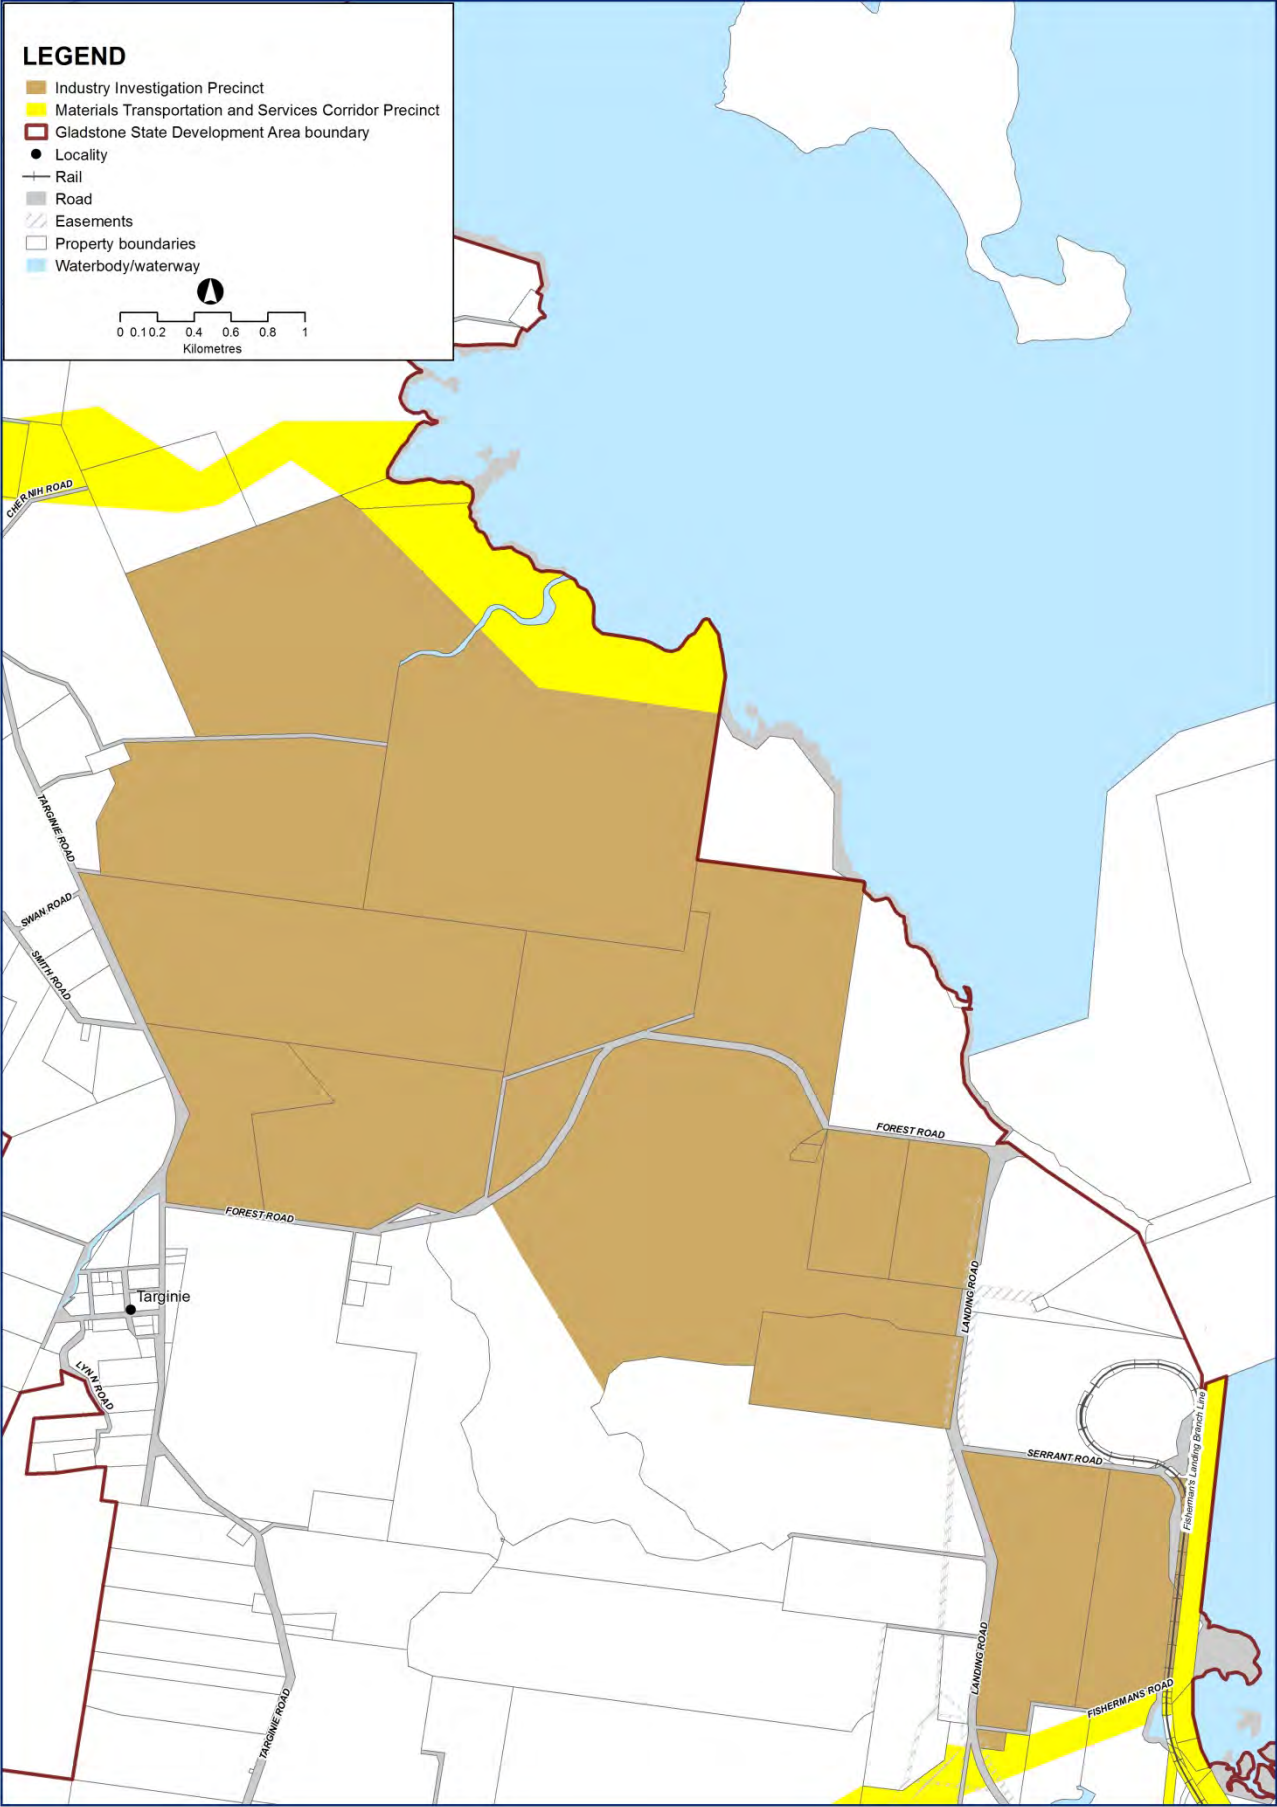 LEGEND
Industry Investigation Precinct
Materials Transportation and Services Corridor Precinct
Gladstone State Development Area boundary
Locality
Rail
Road
Easements
Property boundaries
Waterbody/waterway
0 0.1 0.2 0.4 0.6 0.8 1
Kilometres
CHERNIH ROAD
TARGINIE ROAD
SWAN ROAD
SMITH ROAD
FOREST ROAD
FOREST ROAD
LANDING ROAD
Targinie
LYNN ROAD
Fisherman's Landing Branch Line
SERRANT ROAD
LANDING ROAD
FISHERMANS ROAD
TARGINIE ROAD